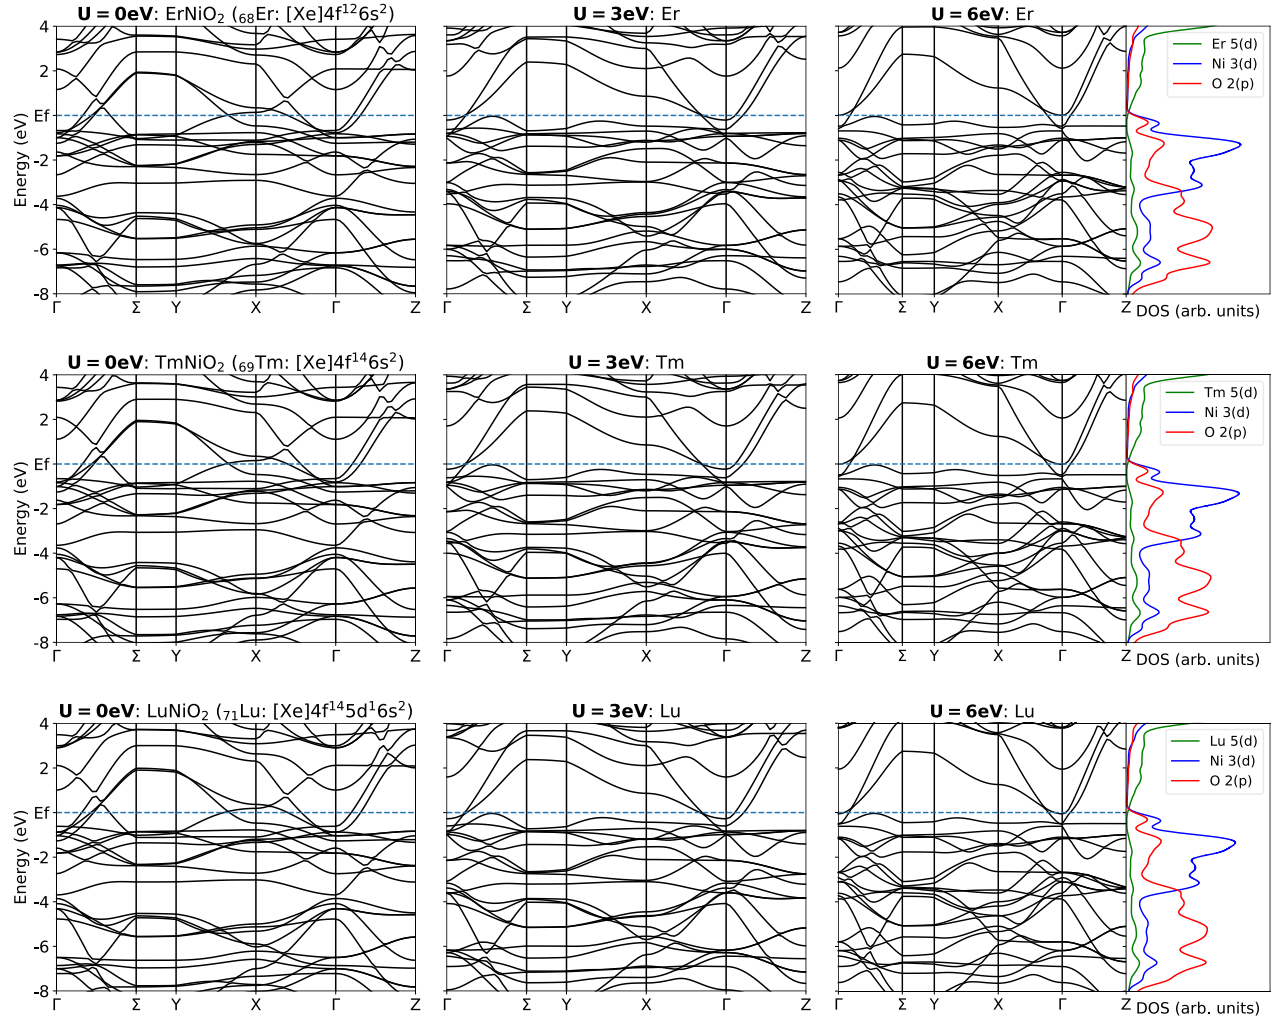 U = 0eV: ErNiO₂ (₆₈Er: [Xe]4f¹²6s²)
U = 3eV: Er
U = 6eV: Er
4
2
Ef
-2
-4
-6
-8
Energy (eV)
Γ Σ Y X Γ Z
Γ Σ Y X Γ Z
Γ Σ Y X Γ Z
Er 5(d)
Ni 3(d)
O 2(p)
DOS (arb. units)
U = 0eV: TmNiO₂ (₆₉Tm: [Xe]4f¹⁴6s²)
U = 3eV: Tm
U = 6eV: Tm
4
2
Ef
-2
-4
-6
-8
Energy (eV)
Γ Σ Y X Γ Z
Γ Σ Y X Γ Z
Γ Σ Y X Γ Z
Tm 5(d)
Ni 3(d)
O 2(p)
DOS (arb. units)
U = 0eV: LuNiO₂ (₇₁Lu: [Xe]4f¹⁴5d¹6s²)
U = 3eV: Lu
U = 6eV: Lu
4
2
Ef
-2
-4
-6
-8
Energy (eV)
Γ Σ Y X Γ Z
Γ Σ Y X Γ Z
Γ Σ Y X Γ Z
Lu 5(d)
Ni 3(d)
O 2(p)
DOS (arb. units)